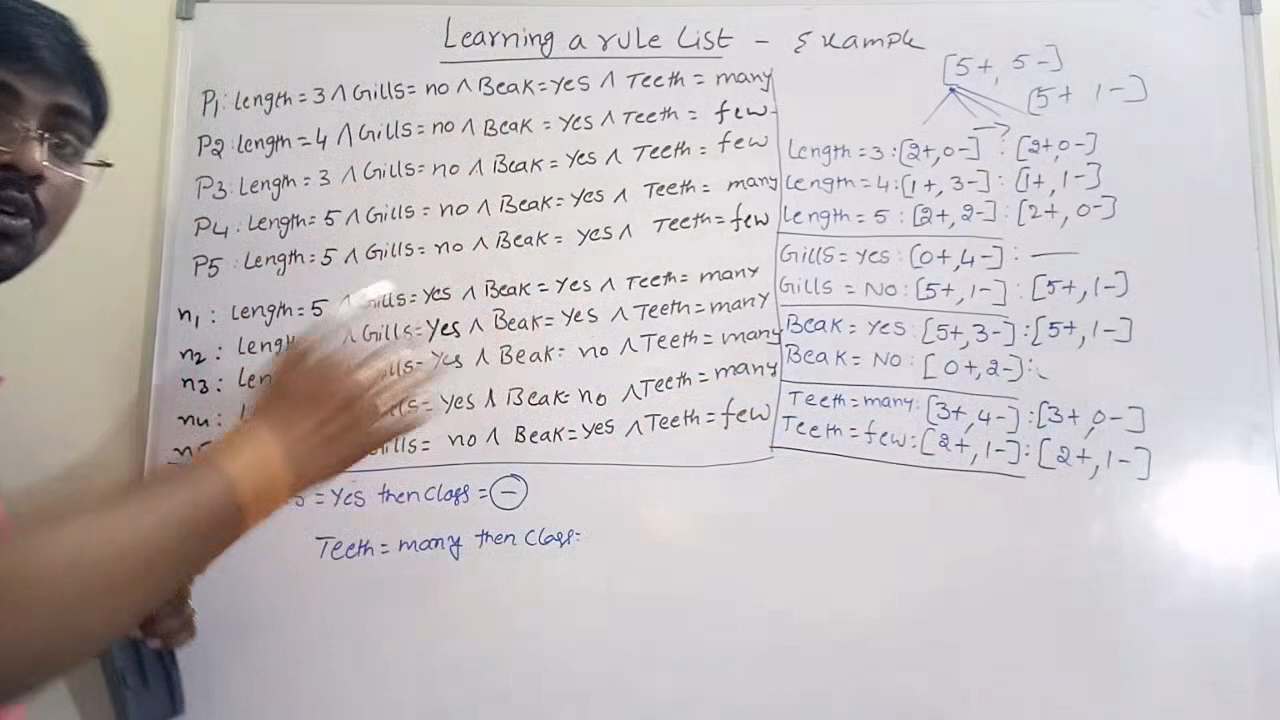 Learning a rule List - Example
P1: Length = 3 ∧ Gills = no ∧ Beak = yes ∧ Teeth = many
P2: Length = 4 ∧ Gills = no ∧ Beak = yes ∧ Teeth = few
P3: Length = 3 ∧ Gills = no ∧ Beak = yes ∧ Teeth = few
P4: Length = 5 ∧ Gills = no ∧ Beak = yes ∧ Teeth = many
P5: Length = 5 ∧ Gills = no ∧ Beak = yes ∧ Teeth = few
n1: Length = 5 ∧ Gills = yes ∧ Beak = yes ∧ Teeth = many
n2: Length ∧ Gills = yes ∧ Beak = yes ∧ Teeth = many
n3: = yes ∧ Beak = no ∧ Teeth = many
n4: = yes ∧ Beak = no ∧ Teeth = many
= no ∧ Beak = yes ∧ Teeth = few
= yes then Class = -
Teeth = many then Class =
[5+, 5-]
[5+ 1-]
Length = 3 : [2+, 0-] : [2+, 0-]
Length = 4 : [1+, 3-] : [1+, 1-]
Length = 5 : [2+, 2-] : [2+, 0-]
Gills = yes : [0+, 4-] : —
Gills = NO : [5+, 1-] : [5+, 1-]
Beak = yes : [5+, 3-] : [5+, 1-]
Beak = NO : [0+, 2-] :
Teeth = many : [3+, 4-] : [3+, 0-]
Teeth = few : [2+, 1-] : [2+, 1-]